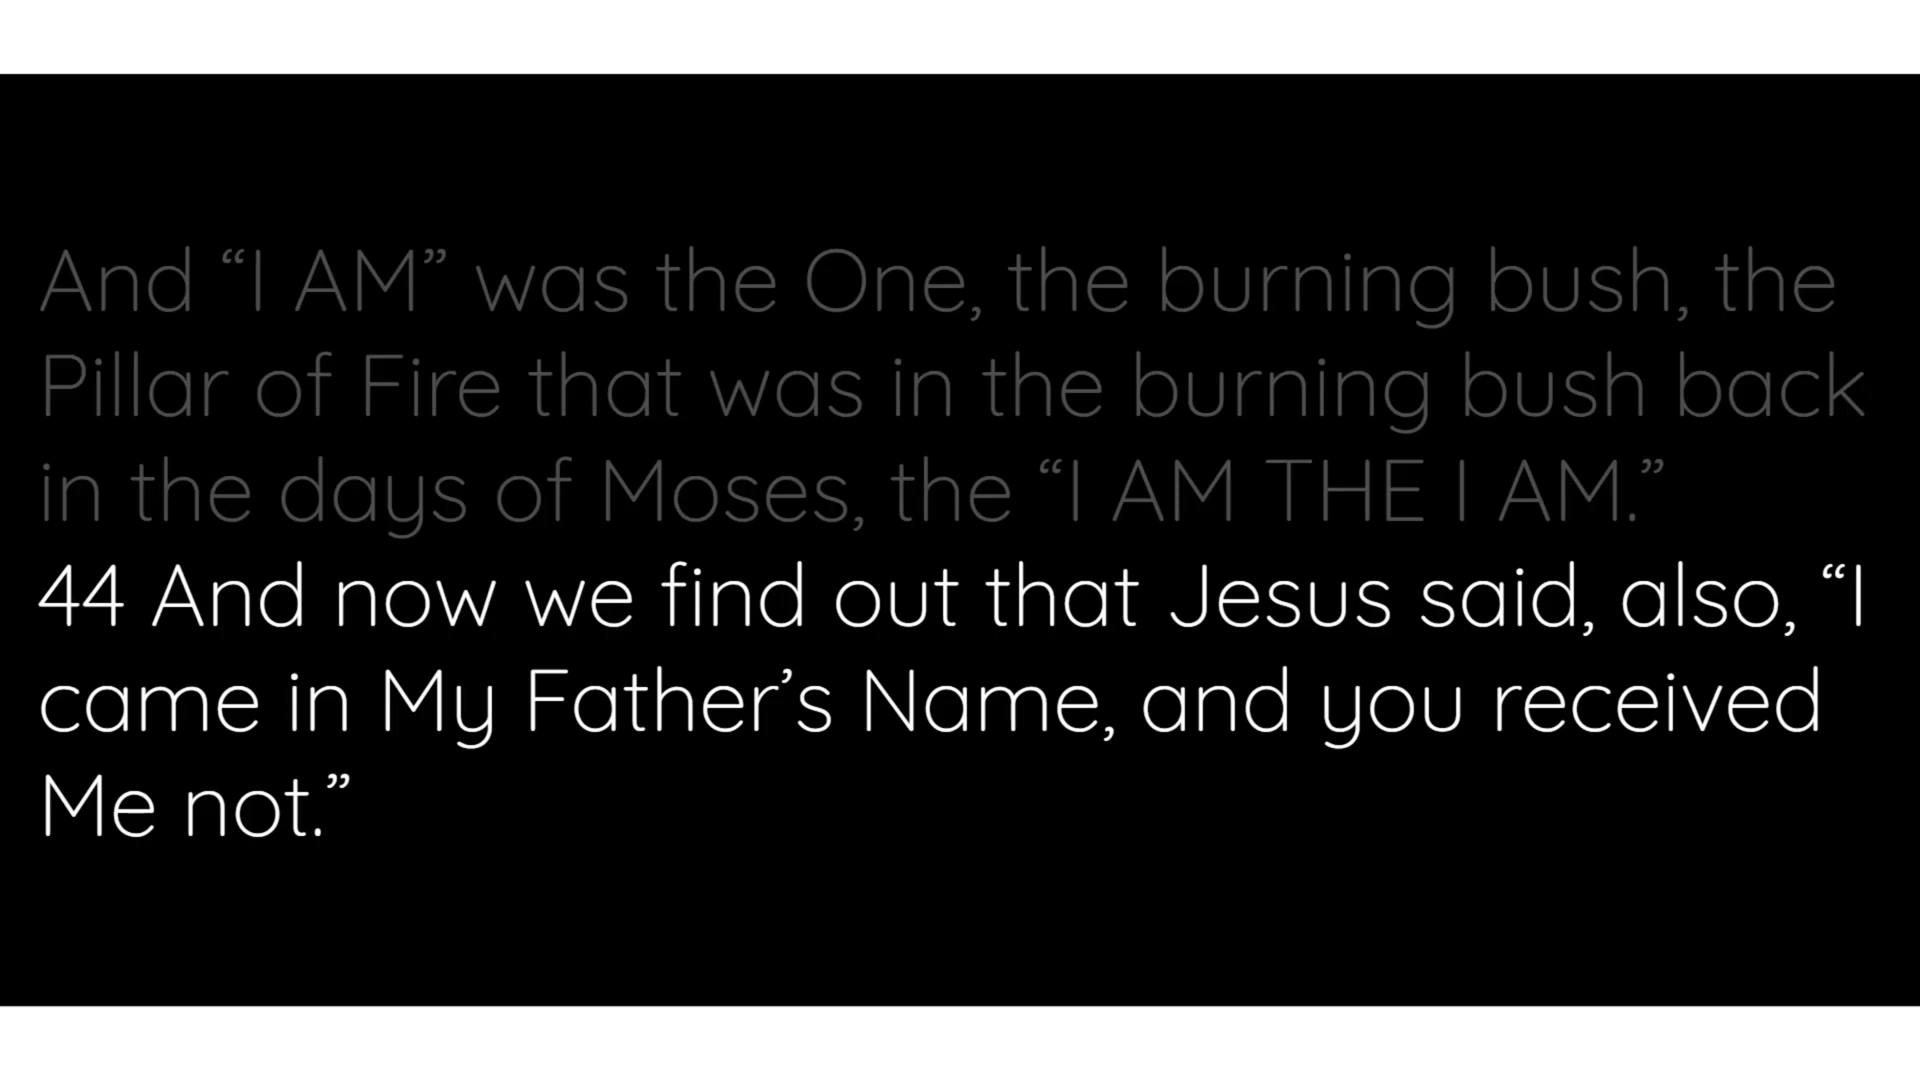 And “I AM” was the One, the burning bush, the
Pillar of Fire that was in the burning bush back
in the days of Moses, the “I AM THE I AM.”
44 And now we find out that Jesus said, also, “I
came in My Father’s Name, and you received
Me not.”